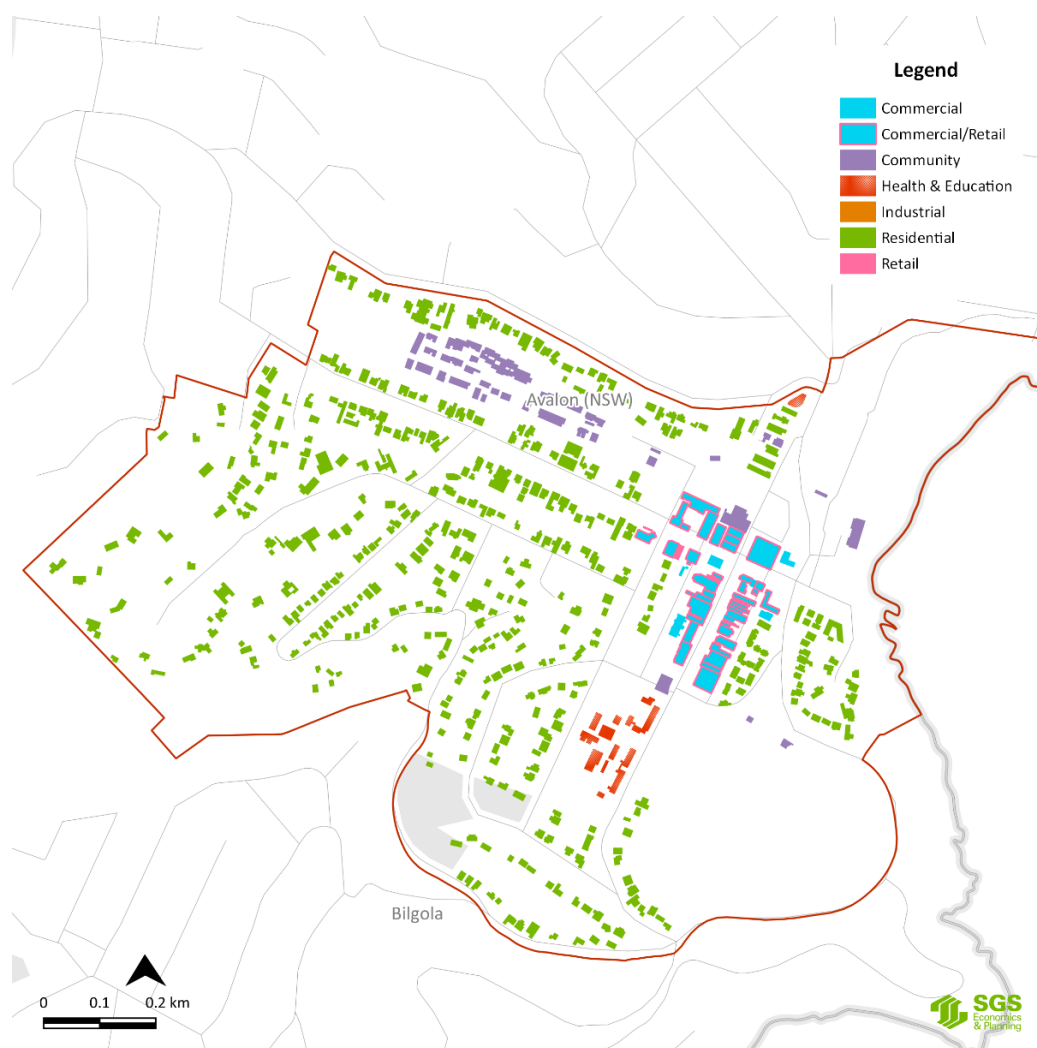 Legend
Commercial
Commercial/Retail
Community
Health & Education
Industrial
Residential
Retail
Avalon (NSW)
Bilgola
0 0.1 0.2 km
SGS
Economics
& Planning